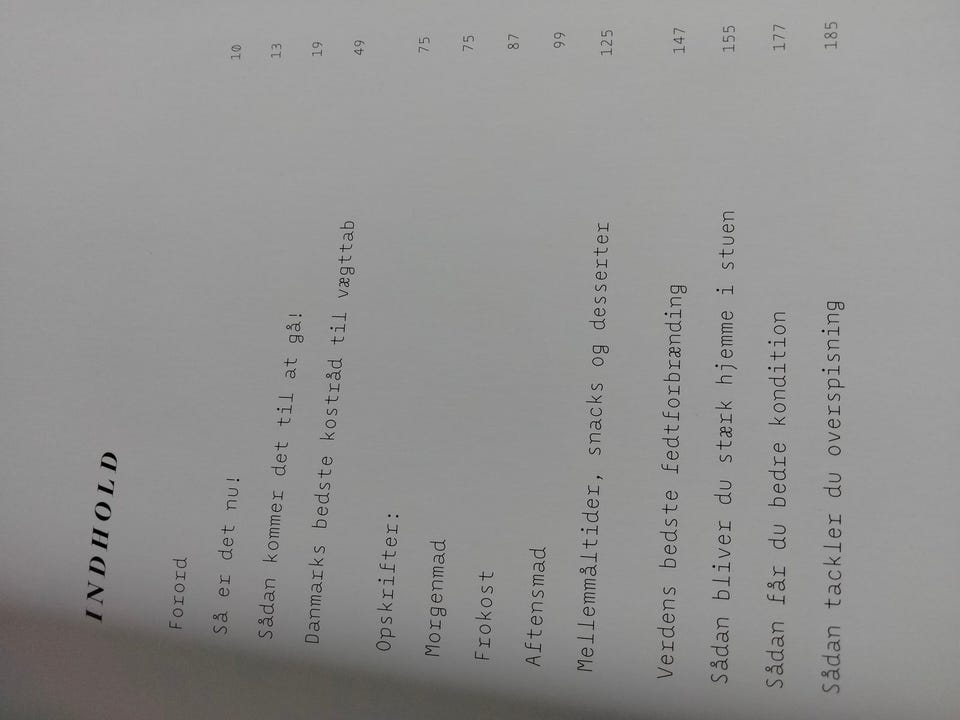 INDHOLD
Forord 10
Så er det nu! 13
Sådan kommer det til at gå! 19
Danmarks bedste kostråd til vægttab 49
Opskrifter: 75
Morgenmad 75
Frokost 87
Aftensmad 99
Mellemmåltider, snacks og desserter 125
Verdens bedste fedtforbrænding 147
Sådan bliver du stærk hjemme i stuen 155
Sådan får du bedre kondition 177
Sådan tackler du overspisning 185